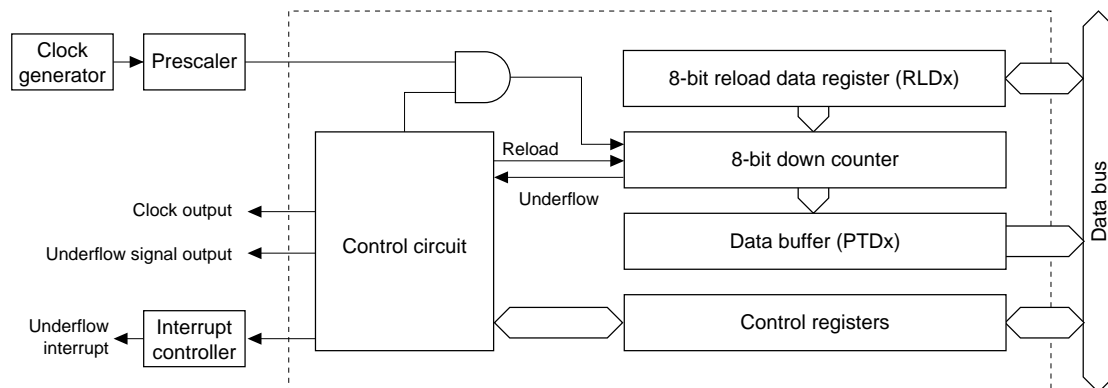 Clock
generator
Prescaler
8-bit reload data register (RLDx)
Reload
8-bit down counter
Underflow
Clock output
Underflow signal output
Control circuit
Data buffer (PTDx)
Data bus
Underflow
interrupt
Interrupt
controller
Control registers